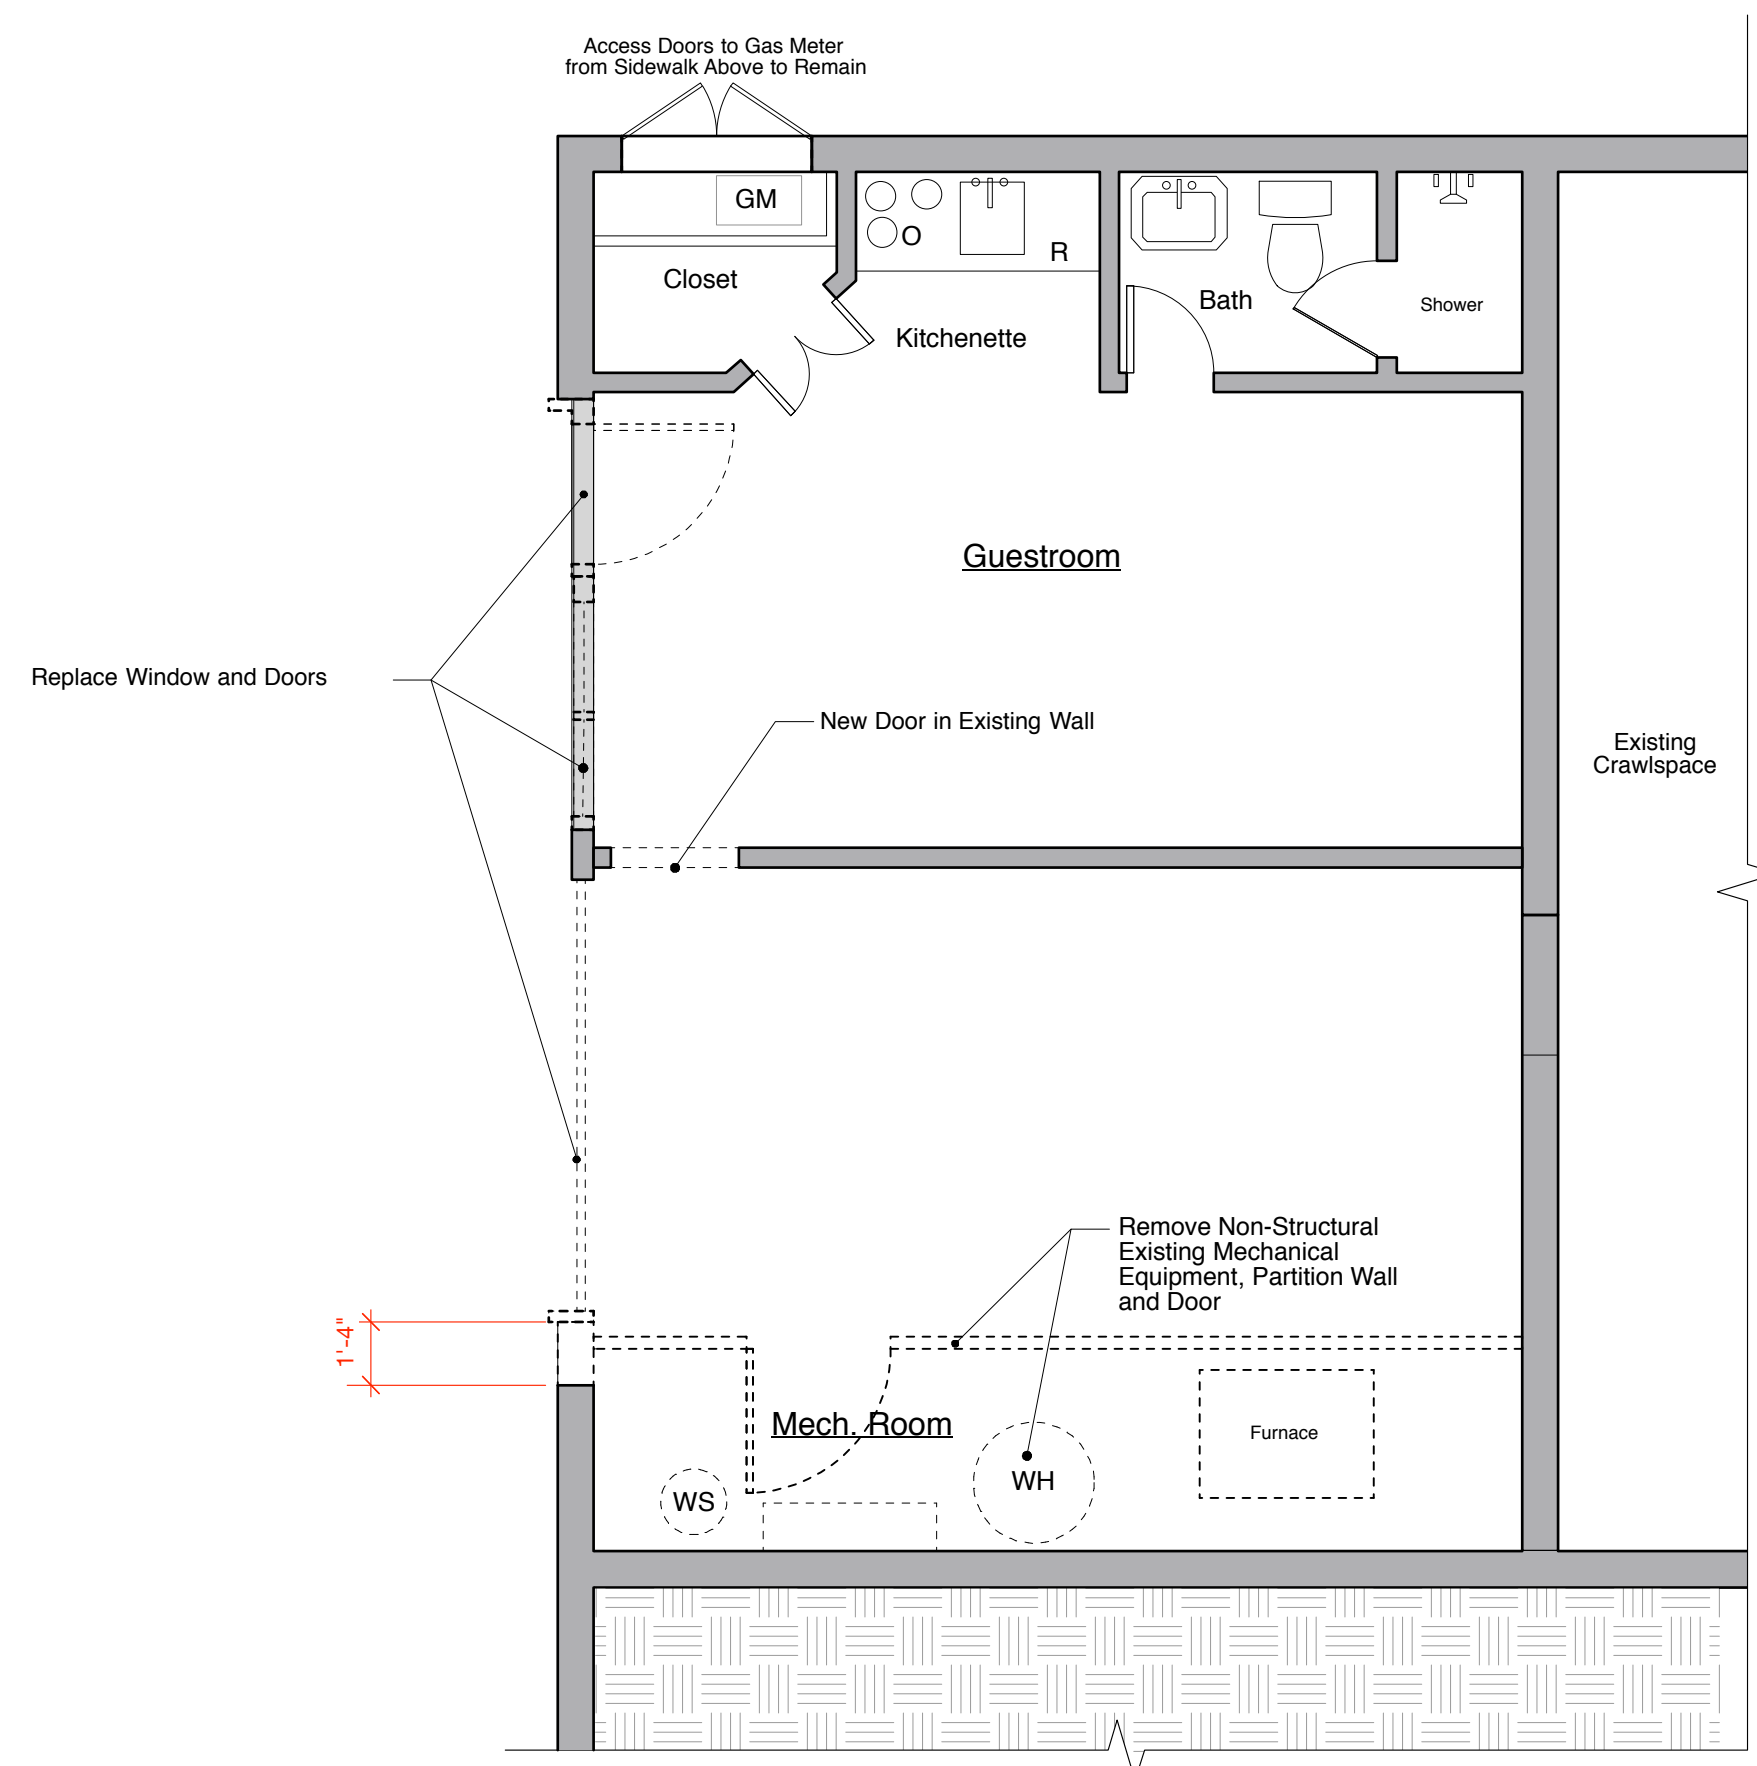 Access Doors to Gas Meter
from Sidewalk Above to Remain
GM
O
R
Closet
Kitchenette
Bath
Shower
Guestroom
Replace Window and Doors
New Door in Existing Wall
Existing
Crawlspace
Remove Non-Structural
Existing Mechanical
Equipment, Partition Wall
and Door
1'-4"
Mech. Room
Furnace
WH
WS